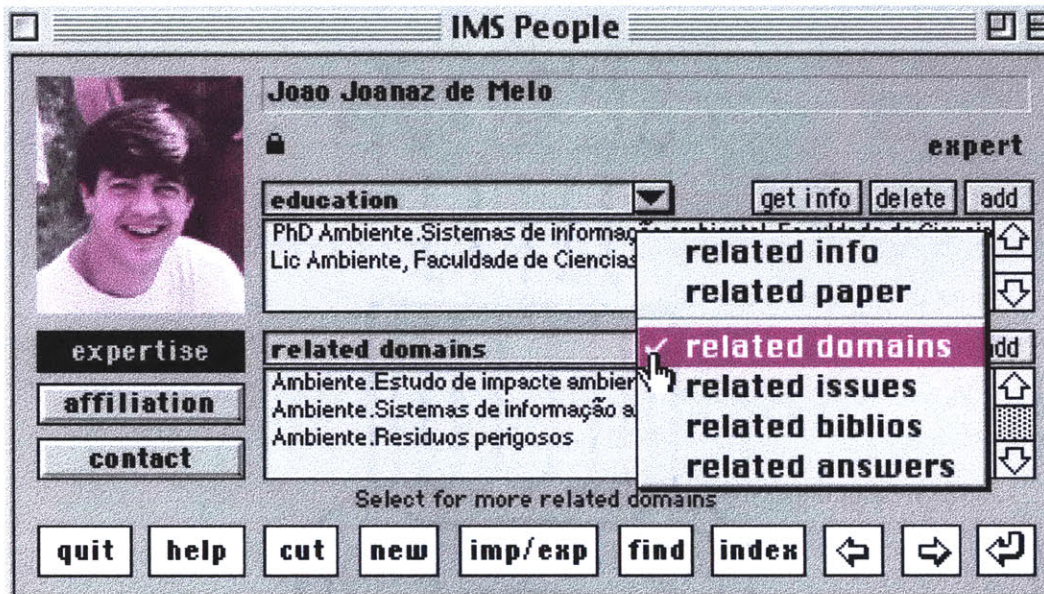 IMS People
Joao Joanaz de Melo
expert
education
get info
delete
add
PhD Ambiente.Sistemas de informação
Lic Ambiente, Faculdade de Ciencias
related info
related paper
related domains
related issues
related biblios
related answers
expertise
affiliation
contact
related domains
Ambiente.Estudo de impacte ambien
Ambiente.Sistemas de informação a
Ambiente.Residuos perigosos
Select for more related domains
quit
help
cut
new
imp/exp
find
index